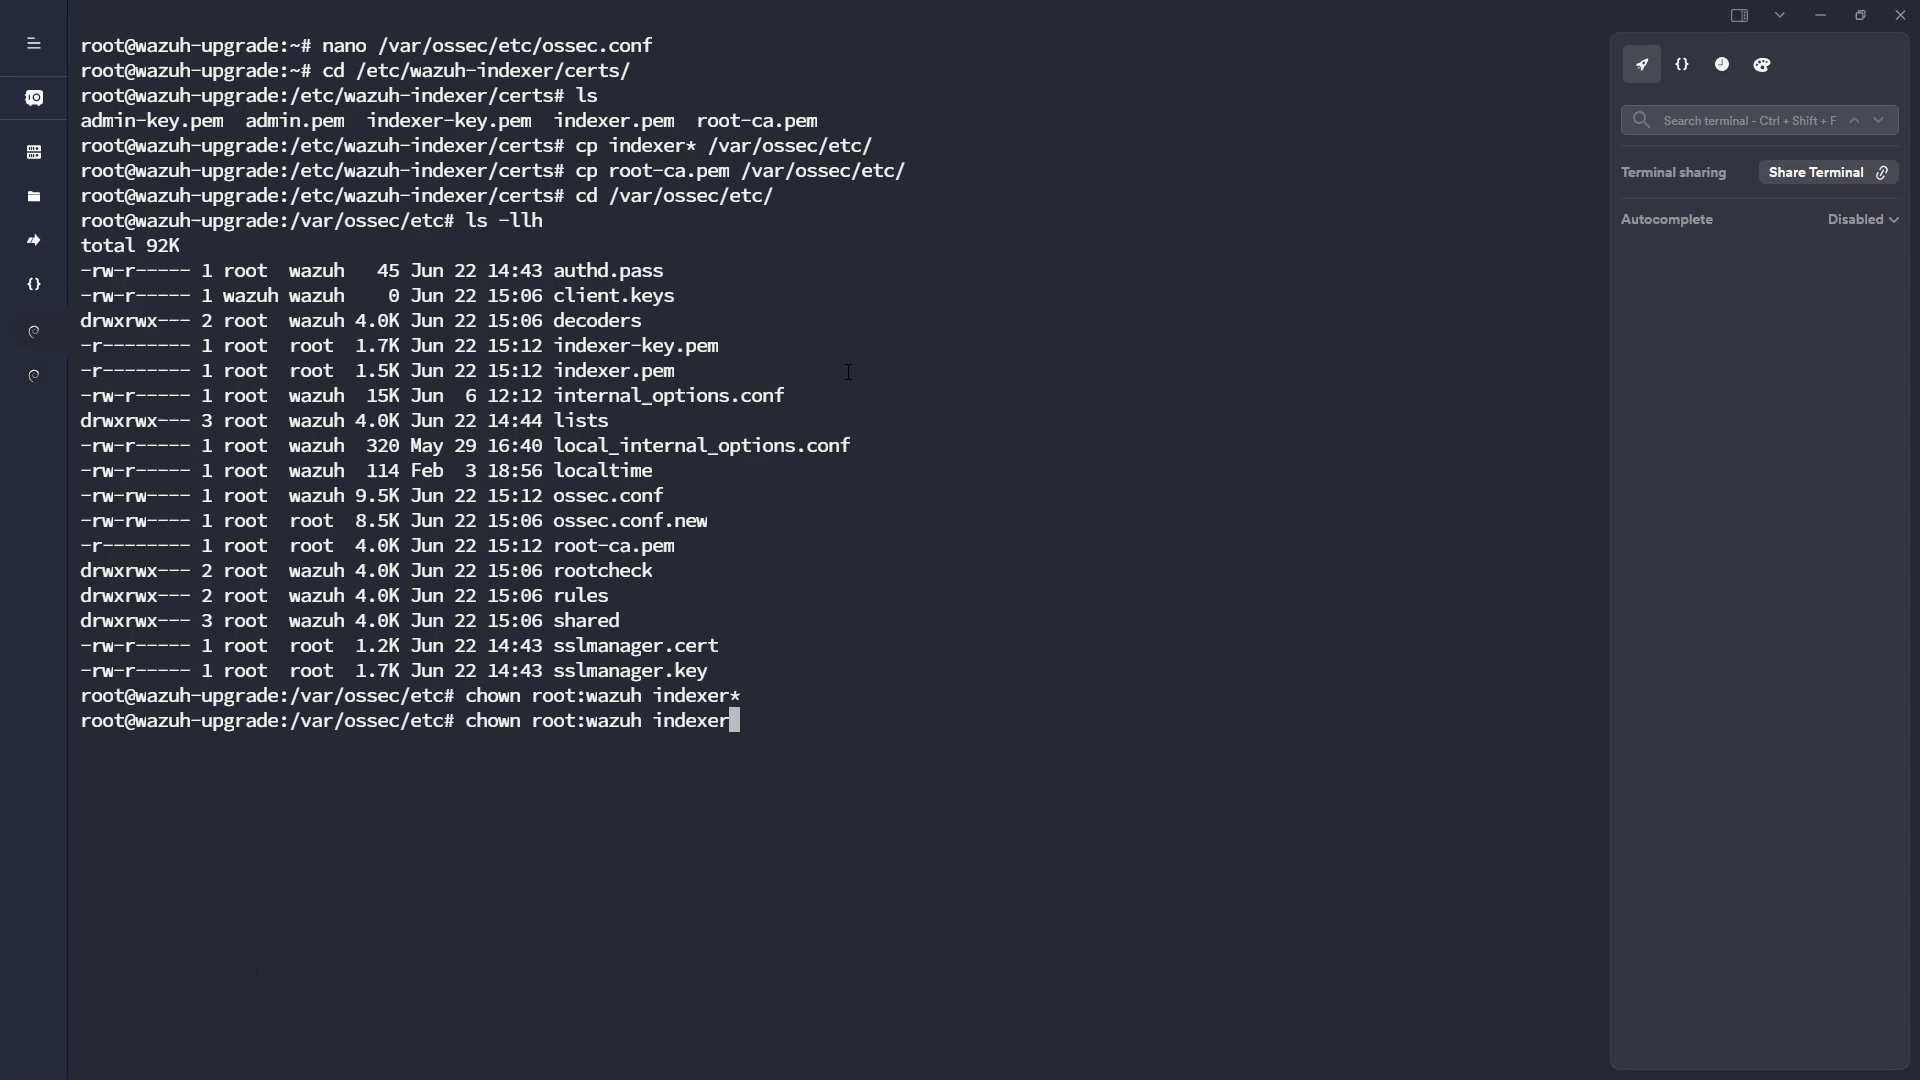 root@wazuh-upgrade:~# nano /var/ossec/etc/ossec.conf
root@wazuh-upgrade:~# cd /etc/wazuh-indexer/certs/
root@wazuh-upgrade:/etc/wazuh-indexer/certs# ls
admin-key.pem  admin.pem  indexer-key.pem  indexer.pem  root-ca.pem
root@wazuh-upgrade:/etc/wazuh-indexer/certs# cp indexer* /var/ossec/etc/
root@wazuh-upgrade:/etc/wazuh-indexer/certs# cp root-ca.pem /var/ossec/etc/
root@wazuh-upgrade:/etc/wazuh-indexer/certs# cd /var/ossec/etc/
root@wazuh-upgrade:/var/ossec/etc# ls -llh
total 92K
-rw-r----- 1 root  wazuh   45 Jun 22 14:43 authd.pass
-rw-r----- 1 wazuh wazuh    0 Jun 22 15:06 client.keys
drwxrwx--- 2 root  wazuh 4.0K Jun 22 15:06 decoders
-r-------- 1 root  root  1.7K Jun 22 15:12 indexer-key.pem
-r-------- 1 root  root  1.5K Jun 22 15:12 indexer.pem
-rw-r----- 1 root  wazuh  15K Jun  6 12:12 internal_options.conf
drwxrwx--- 3 root  wazuh 4.0K Jun 22 14:44 lists
-rw-r----- 1 root  wazuh  320 May 29 16:40 local_internal_options.conf
-rw-r----- 1 root  wazuh  114 Feb  3 18:56 localtime
-rw-rw---- 1 root  wazuh 9.5K Jun 22 15:12 ossec.conf
-rw-rw---- 1 root  root  8.5K Jun 22 15:06 ossec.conf.new
-r-------- 1 root  root  4.0K Jun 22 15:12 root-ca.pem
drwxrwx--- 2 root  wazuh 4.0K Jun 22 15:06 rootcheck
drwxrwx--- 2 root  wazuh 4.0K Jun 22 15:06 rules
drwxrwx--- 3 root  wazuh 4.0K Jun 22 15:06 shared
-rw-r----- 1 root  root  1.2K Jun 22 14:43 sslmanager.cert
-rw-r----- 1 root  root  1.7K Jun 22 14:43 sslmanager.key
root@wazuh-upgrade:/var/ossec/etc# chown root:wazuh indexer*
root@wazuh-upgrade:/var/ossec/etc# chown root:wazuh indexer
Search terminal - Ctrl + Shift + F
Terminal sharing
Share Terminal
Autocomplete
Disabled